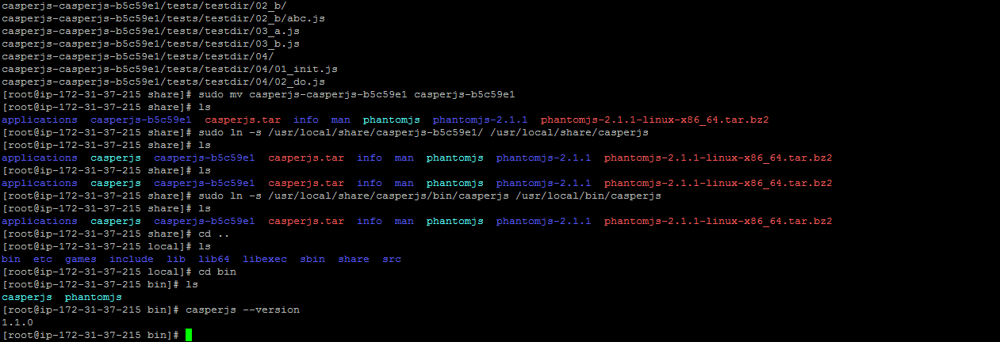 casperjs-casperjs-b5c59e1/tests/testdir/02_b/
casperjs-casperjs-b5c59e1/tests/testdir/02_b/abc.js
casperjs-casperjs-b5c59e1/tests/testdir/03_a.js
casperjs-casperjs-b5c59e1/tests/testdir/03_b.js
casperjs-casperjs-b5c59e1/tests/testdir/04/
casperjs-casperjs-b5c59e1/tests/testdir/04/01_init.js
casperjs-casperjs-b5c59e1/tests/testdir/04/02_do.js
[root@ip-172-31-37-215 share]# sudo mv casperjs-casperjs-b5c59e1 casperjs-b5c59e1
[root@ip-172-31-37-215 share]# ls
applications  casperjs-b5c59e1  casperjs.tar  info  man  phantomjs  phantomjs-2.1.1  phantomjs-2.1.1-linux-x86_64.tar.bz2
[root@ip-172-31-37-215 share]# sudo ln -s /usr/local/share/casperjs-b5c59e1/ /usr/local/share/casperjs
[root@ip-172-31-37-215 share]# ls
applications  casperjs  casperjs-b5c59e1  casperjs.tar  info  man  phantomjs  phantomjs-2.1.1  phantomjs-2.1.1-linux-x86_64.tar.bz2
[root@ip-172-31-37-215 share]# ls
applications  casperjs  casperjs-b5c59e1  casperjs.tar  info  man  phantomjs  phantomjs-2.1.1  phantomjs-2.1.1-linux-x86_64.tar.bz2
[root@ip-172-31-37-215 share]# sudo ln -s /usr/local/share/casperjs/bin/casperjs /usr/local/bin/casperjs
[root@ip-172-31-37-215 share]# ls
applications  casperjs  casperjs-b5c59e1  casperjs.tar  info  man  phantomjs  phantomjs-2.1.1  phantomjs-2.1.1-linux-x86_64.tar.bz2
[root@ip-172-31-37-215 share]# cd ..
[root@ip-172-31-37-215 local]# ls
bin  etc  games  include  lib  lib64  libexec  sbin  share  src
[root@ip-172-31-37-215 local]# cd bin
[root@ip-172-31-37-215 bin]# ls
casperjs  phantomjs
[root@ip-172-31-37-215 bin]# casperjs --version
1.1.0
[root@ip-172-31-37-215 bin]#